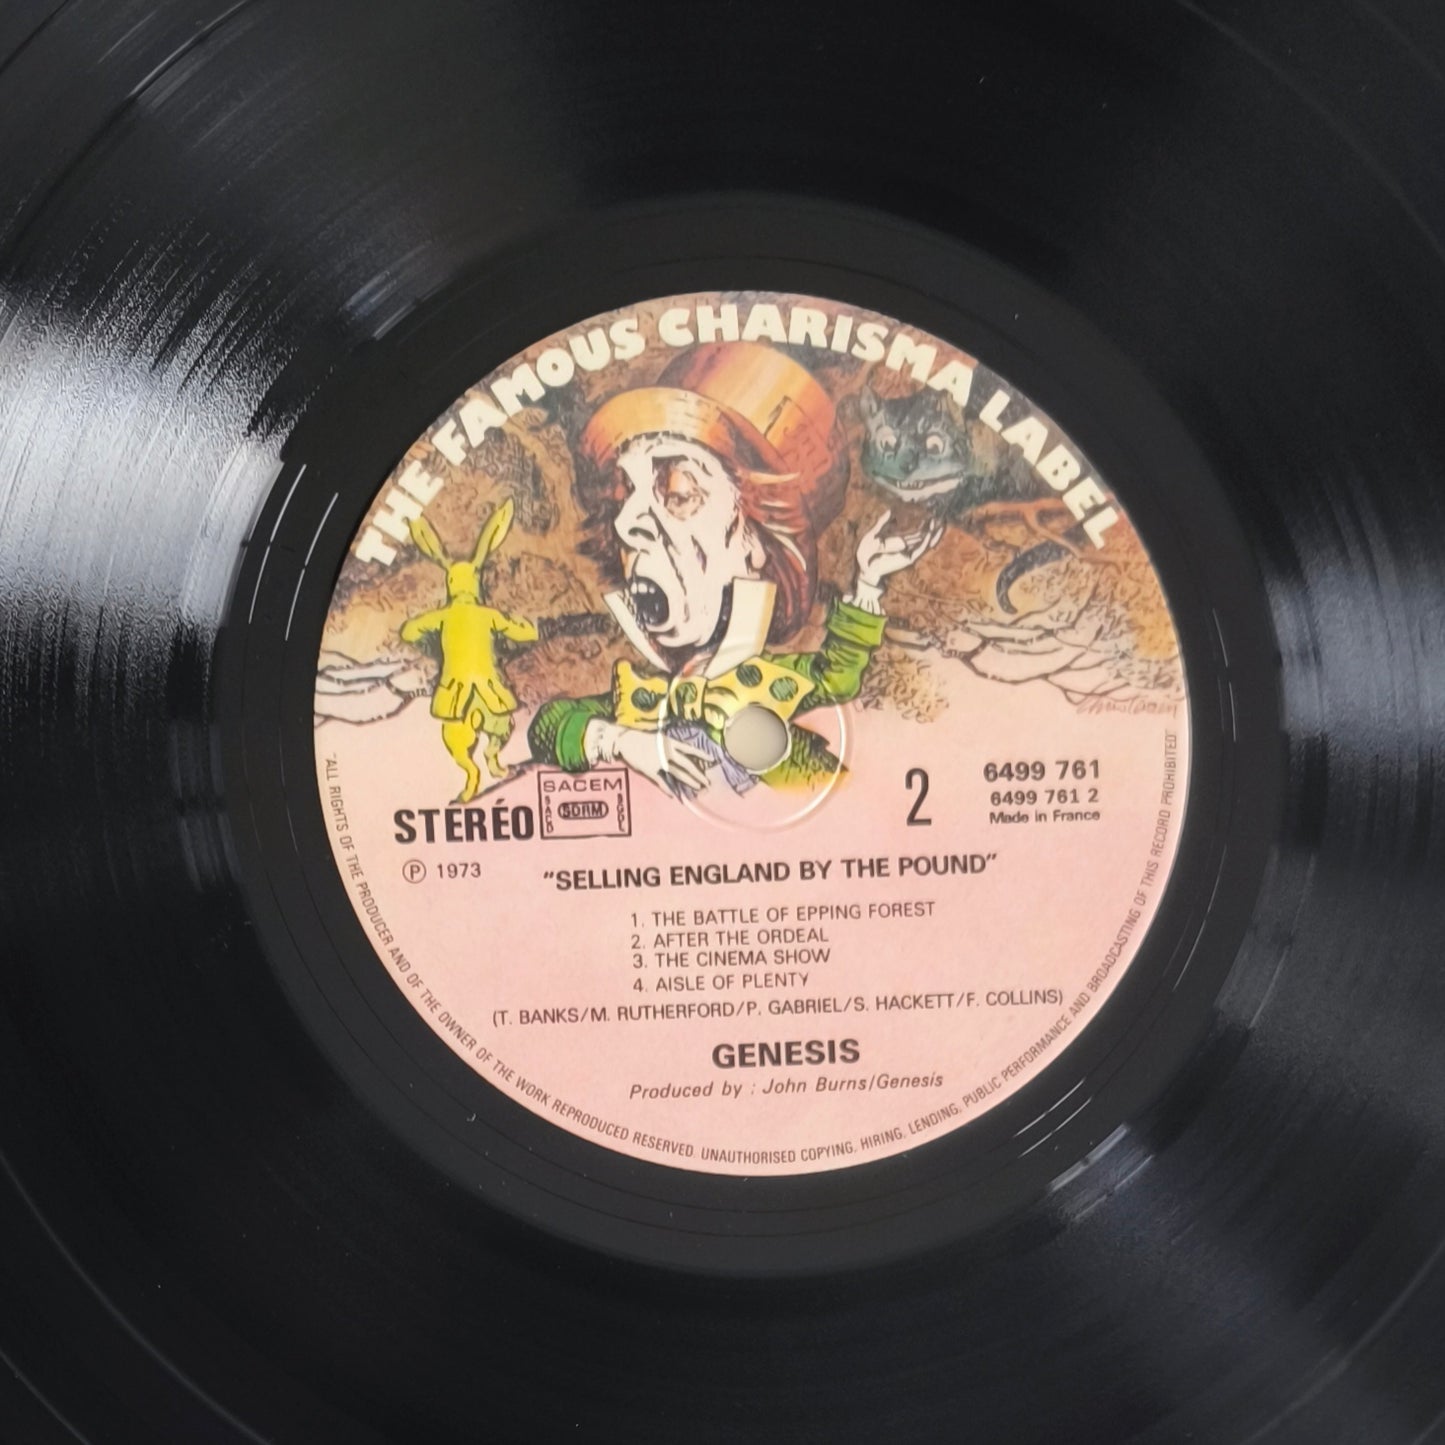 THE FAMOUS CHARISMA LABEL
STÉRÉO
SACEM
SACD
SDRM
SGDL
2
6499 761
6499 761 2
Made in France
℗ 1973
"SELLING ENGLAND BY THE POUND"
1. THE BATTLE OF EPPING FOREST
2. AFTER THE ORDEAL
3. THE CINEMA SHOW
4. AISLE OF PLENTY
(T. BANKS/M. RUTHERFORD/P. GABRIEL/S. HACKETT/F. COLLINS)
GENESIS
Produced by : John Burns/Genesis
"ALL RIGHTS OF THE PRODUCER AND OF THE OWNER OF THE WORK REPRODUCED RESERVED. UNAUTHORISED COPYING, HIRING, LENDING, PUBLIC PERFORMANCE AND BROADCASTING OF THIS RECORD PROHIBITED"